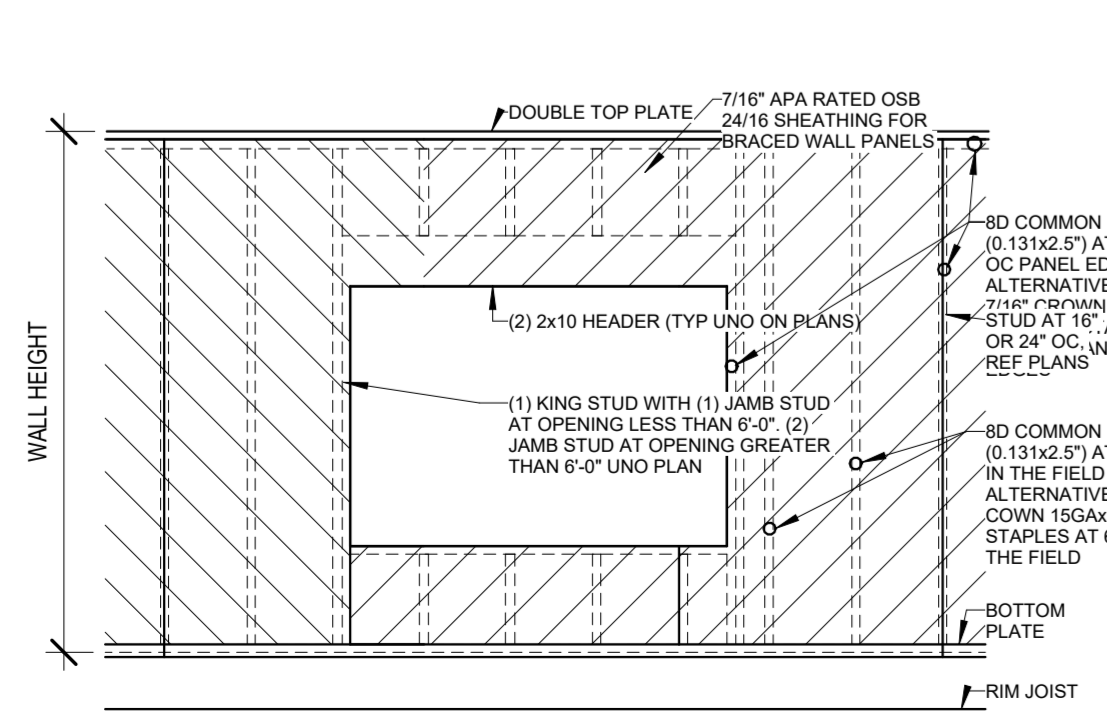 DOUBLE TOP PLATE
7/16" APA RATED OSB
24/16 SHEATHING FOR
BRACED WALL PANELS
8D COMMON
(0.131x2.5")
OC PANEL
ALTERNATIVE
7/16" CROWN
STUD AT 16"
OR 24" OC,
REF PLANS
(2) 2x10 HEADER (TYP UNO ON PLANS)
WALL HEIGHT
(1) KING STUD WITH (1) JAMB STUD
AT OPENING LESS THAN 6'-0". (2)
JAMB STUD AT OPENING GREATER
THAN 6'-0" UNO PLAN
8D COMMON
(0.131x2.5")
IN THE FIELD
ALTERNATIVE
COWN 15GAx
STAPLES AT
THE FIELD
BOTTOM
PLATE
RIM JOIST